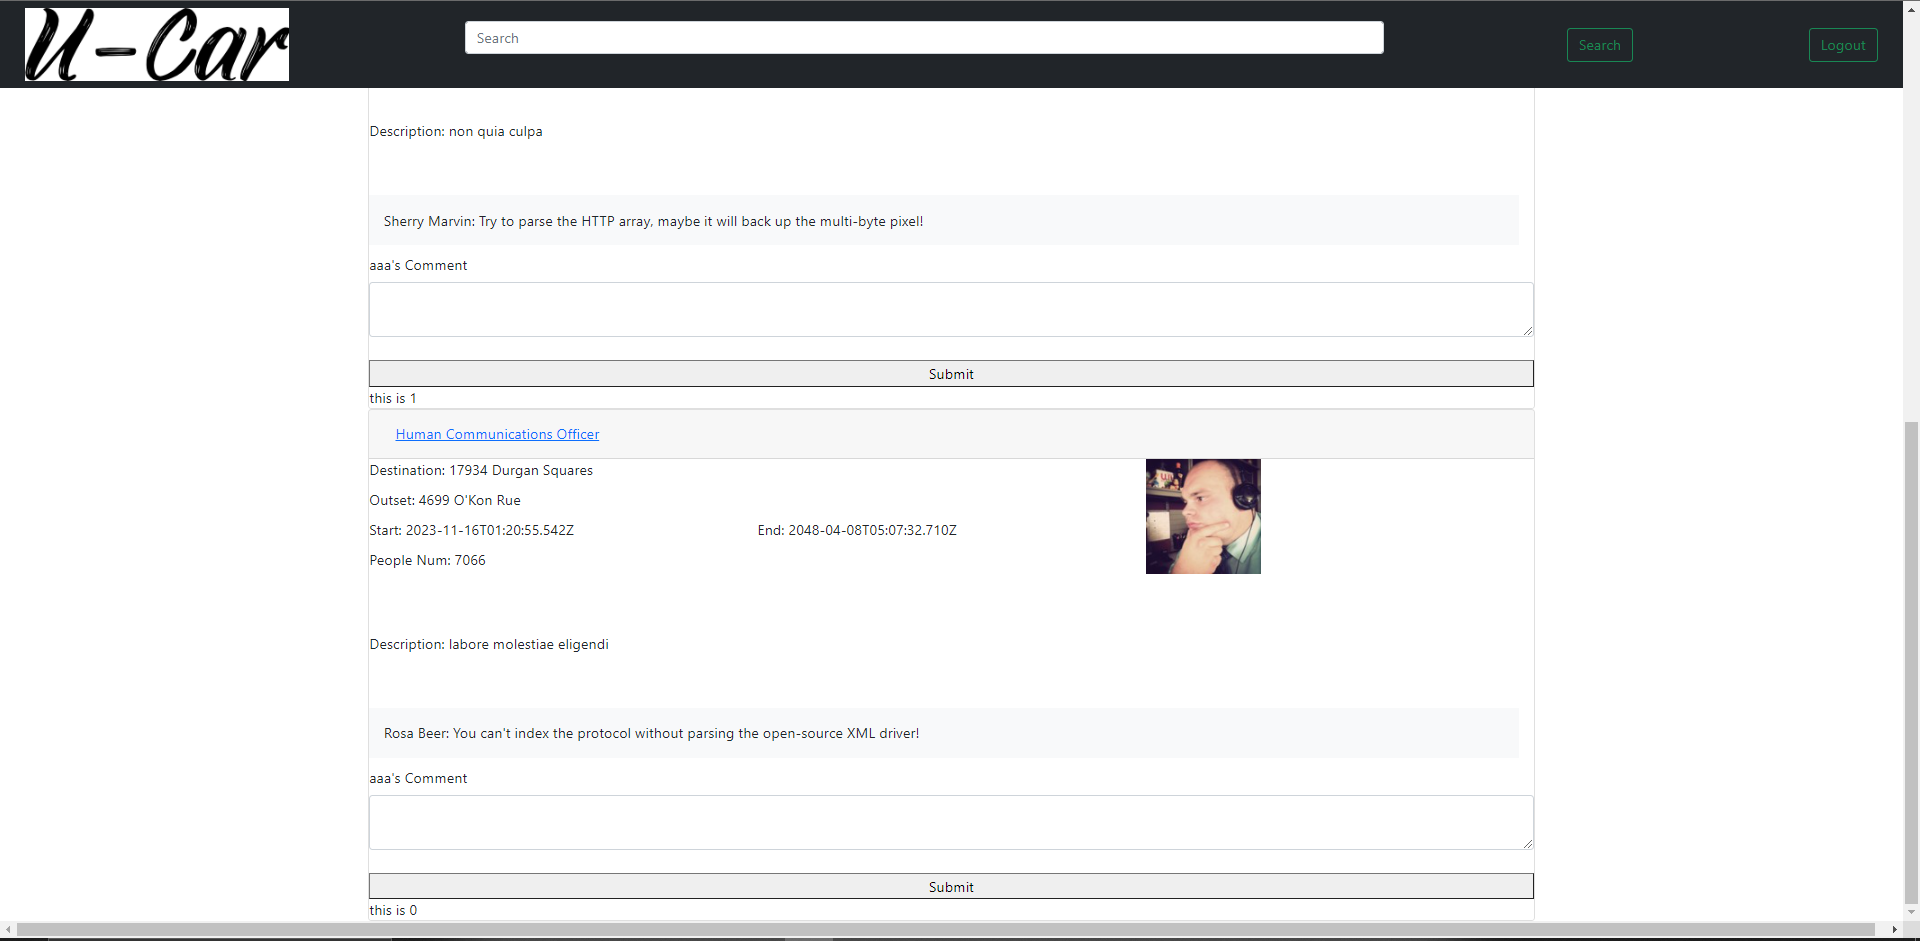 U-Car
Search
Search
Logout
Description: non quia culpa
Sherry Marvin: Try to parse the HTTP array, maybe it will back up the multi-byte pixel!
aaa's Comment
Submit
this is 1
Human Communications Officer
Destination: 17934 Durgan Squares
Outset: 4699 O'Kon Rue
Start: 2023-11-16T01:20:55.542Z End: 2048-04-08T05:07:32.710Z
People Num: 7066
Description: labore molestiae eligendi
Rosa Beer: You can't index the protocol without parsing the open-source XML driver!
aaa's Comment
Submit
this is 0